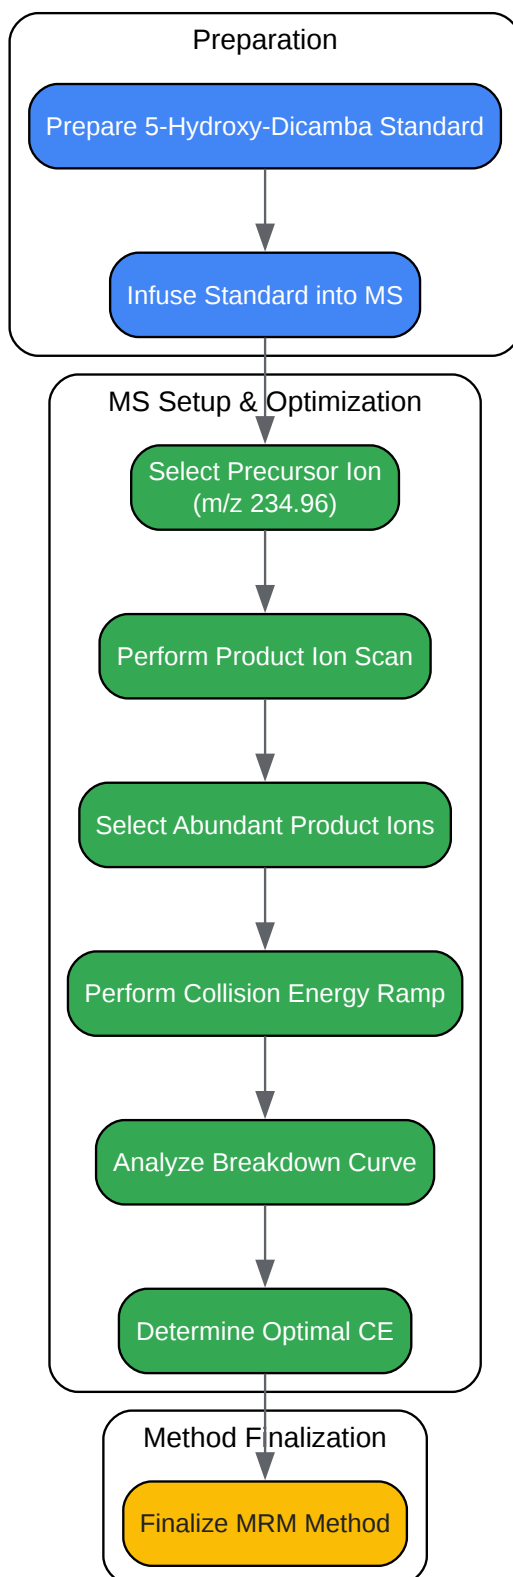 Preparation
Prepare 5-Hydroxy-Dicamba Standard
Infuse Standard into MS
MS Setup & Optimization
Select Precursor Ion
(m/z 234.96)
Perform Product Ion Scan
Select Abundant Product Ions
Perform Collision Energy Ramp
Analyze Breakdown Curve
Determine Optimal CE
Method Finalization
Finalize MRM Method